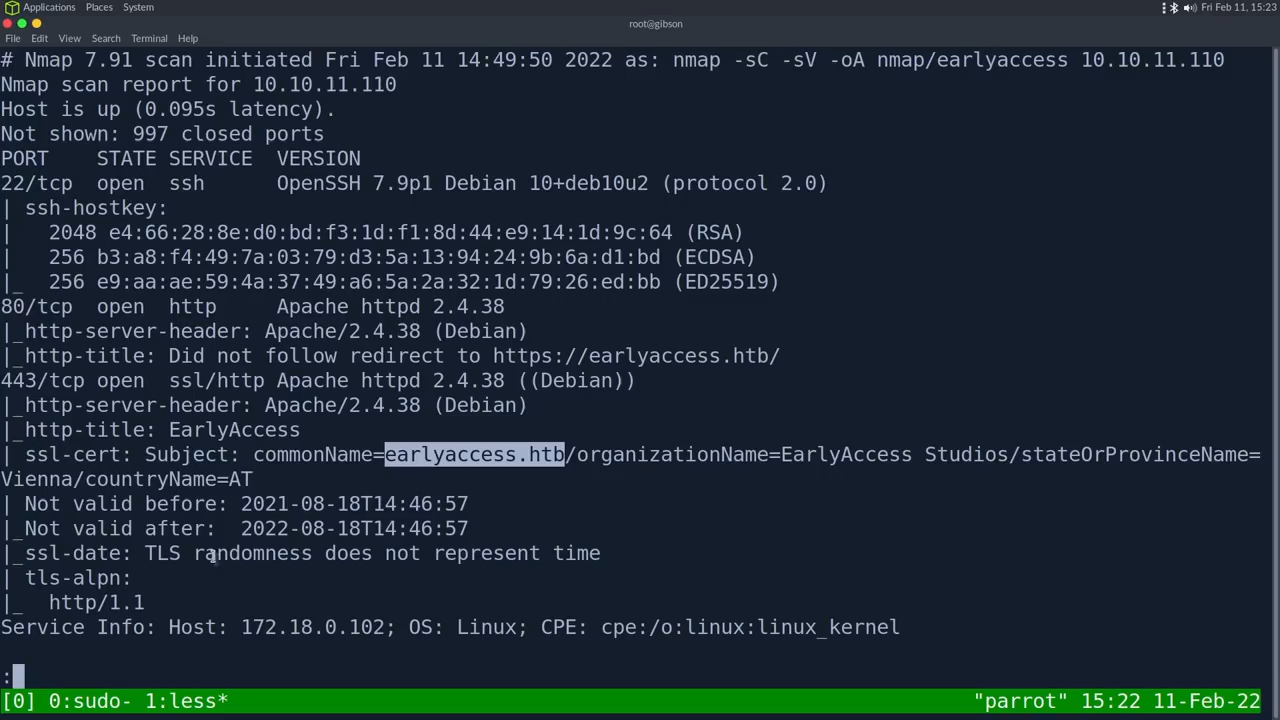 Applications Places System
Fri Feb 11, 15:23
root@gibson
File Edit View Search Terminal Help
# Nmap 7.91 scan initiated Fri Feb 11 14:49:50 2022 as: nmap -sC -sV -oA nmap/earlyaccess 10.10.11.110
Nmap scan report for 10.10.11.110
Host is up (0.095s latency).
Not shown: 997 closed ports
PORT    STATE SERVICE  VERSION
22/tcp  open  ssh      OpenSSH 7.9p1 Debian 10+deb10u2 (protocol 2.0)
| ssh-hostkey:
|   2048 e4:66:28:8e:d0:bd:f3:1d:f1:8d:44:e9:14:1d:9c:64 (RSA)
|   256 b3:a8:f4:49:7a:03:79:d3:5a:13:94:24:9b:6a:d1:bd (ECDSA)
|_  256 e9:aa:ae:59:4a:37:49:a6:5a:2a:32:1d:79:26:ed:bb (ED25519)
80/tcp  open  http     Apache httpd 2.4.38
|_http-server-header: Apache/2.4.38 (Debian)
|_http-title: Did not follow redirect to https://earlyaccess.htb/
443/tcp open  ssl/http Apache httpd 2.4.38 ((Debian))
|_http-server-header: Apache/2.4.38 (Debian)
|_http-title: EarlyAccess
| ssl-cert: Subject: commonName=earlyaccess.htb/organizationName=EarlyAccess Studios/stateOrProvinceName=
Vienna/countryName=AT
| Not valid before: 2021-08-18T14:46:57
|_Not valid after:  2022-08-18T14:46:57
|_ssl-date: TLS randomness does not represent time
| tls-alpn:
|_  http/1.1
Service Info: Host: 172.18.0.102; OS: Linux; CPE: cpe:/o:linux:linux_kernel
:
[0] 0:sudo- 1:less* "parrot" 15:22 11-Feb-22